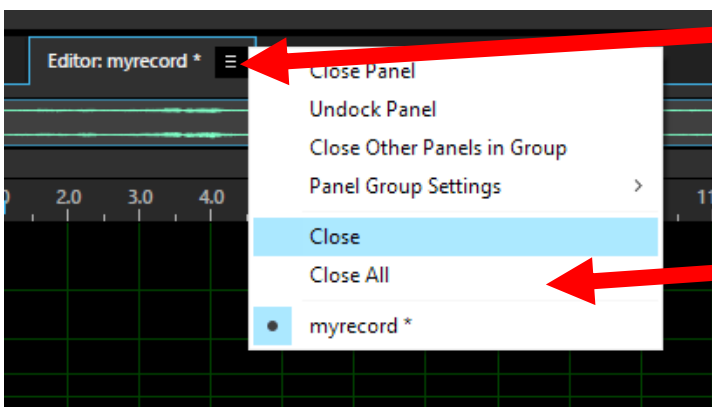 Editor: myrecord * ☰
Close Panel
Undock Panel
Close Other Panels in Group
Panel Group Settings >
2.0 3.0 4.0
Close
Close All
myrecord *